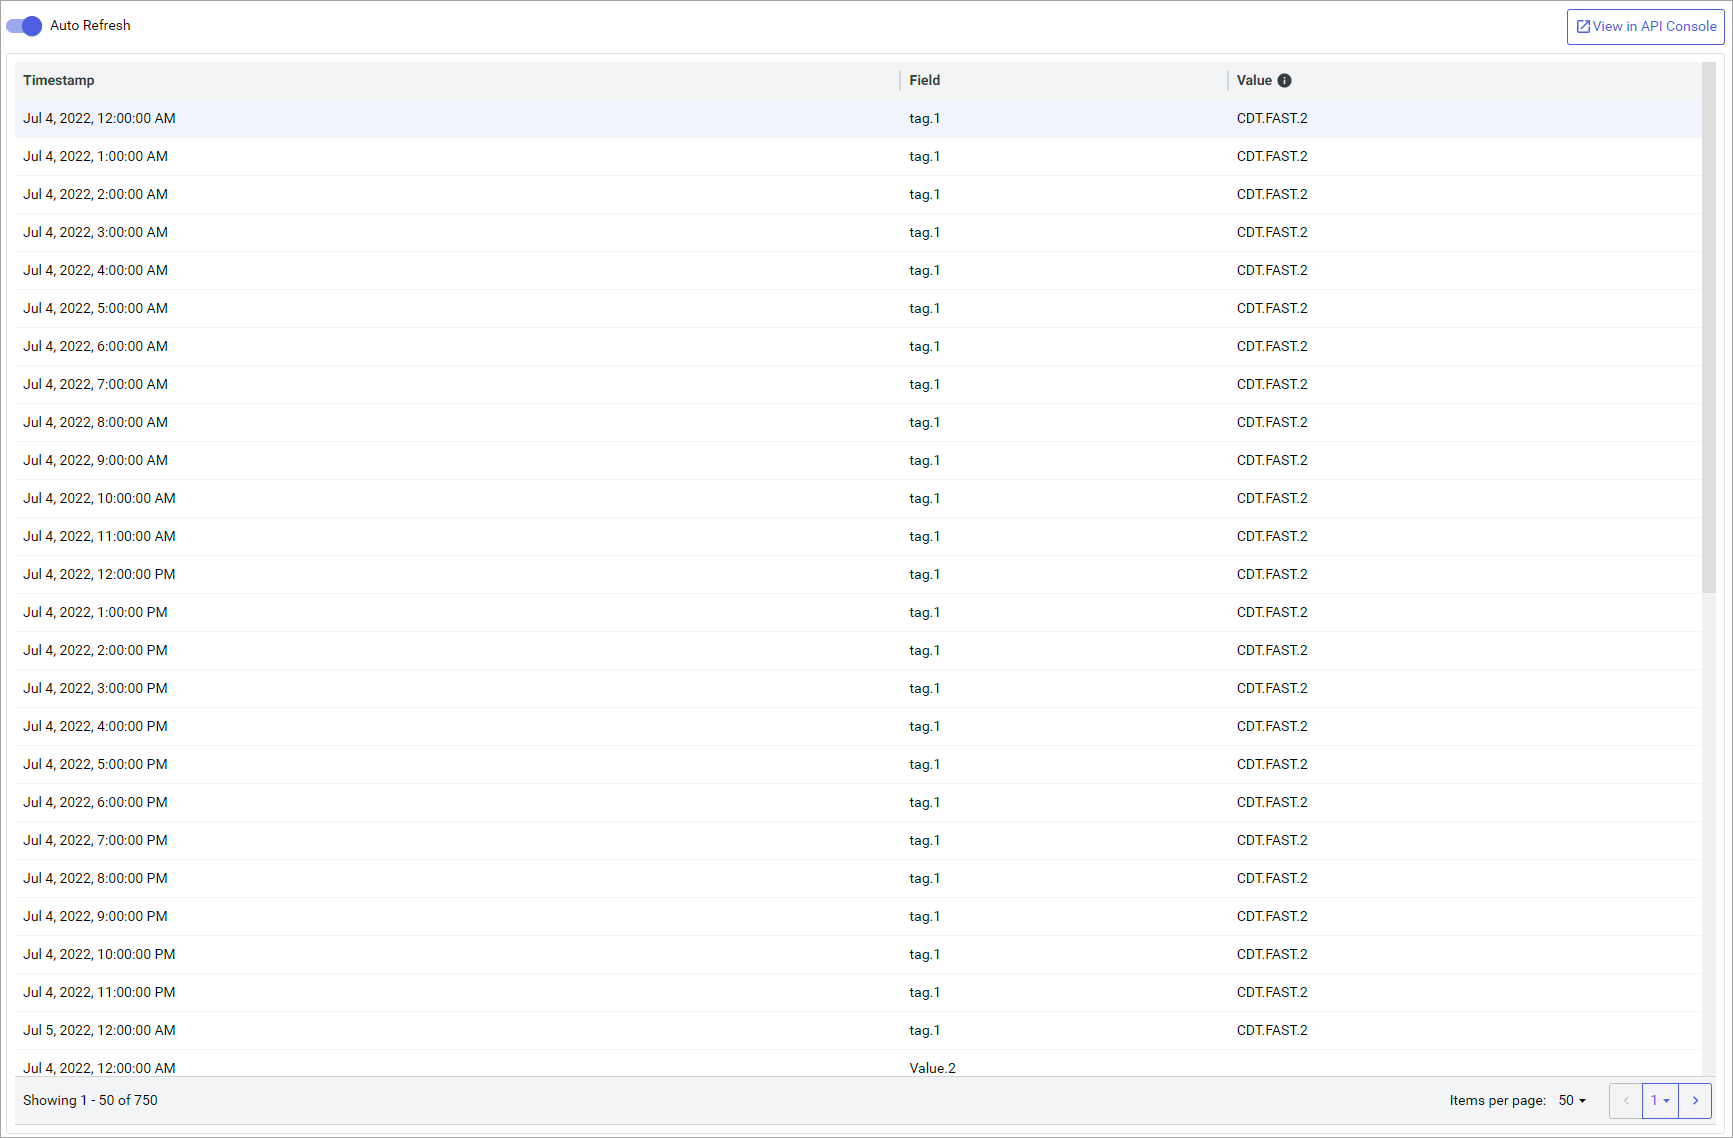 Auto Refresh View in API Console
Timestamp Field Value
Jul 4, 2022, 12:00:00 AM tag.1 CDT.FAST.2
Jul 4, 2022, 1:00:00 AM tag.1 CDT.FAST.2
Jul 4, 2022, 2:00:00 AM tag.1 CDT.FAST.2
Jul 4, 2022, 3:00:00 AM tag.1 CDT.FAST.2
Jul 4, 2022, 4:00:00 AM tag.1 CDT.FAST.2
Jul 4, 2022, 5:00:00 AM tag.1 CDT.FAST.2
Jul 4, 2022, 6:00:00 AM tag.1 CDT.FAST.2
Jul 4, 2022, 7:00:00 AM tag.1 CDT.FAST.2
Jul 4, 2022, 8:00:00 AM tag.1 CDT.FAST.2
Jul 4, 2022, 9:00:00 AM tag.1 CDT.FAST.2
Jul 4, 2022, 10:00:00 AM tag.1 CDT.FAST.2
Jul 4, 2022, 11:00:00 AM tag.1 CDT.FAST.2
Jul 4, 2022, 12:00:00 PM tag.1 CDT.FAST.2
Jul 4, 2022, 1:00:00 PM tag.1 CDT.FAST.2
Jul 4, 2022, 2:00:00 PM tag.1 CDT.FAST.2
Jul 4, 2022, 3:00:00 PM tag.1 CDT.FAST.2
Jul 4, 2022, 4:00:00 PM tag.1 CDT.FAST.2
Jul 4, 2022, 5:00:00 PM tag.1 CDT.FAST.2
Jul 4, 2022, 6:00:00 PM tag.1 CDT.FAST.2
Jul 4, 2022, 7:00:00 PM tag.1 CDT.FAST.2
Jul 4, 2022, 8:00:00 PM tag.1 CDT.FAST.2
Jul 4, 2022, 9:00:00 PM tag.1 CDT.FAST.2
Jul 4, 2022, 10:00:00 PM tag.1 CDT.FAST.2
Jul 4, 2022, 11:00:00 PM tag.1 CDT.FAST.2
Jul 5, 2022, 12:00:00 AM tag.1 CDT.FAST.2
Jul 4, 2022, 12:00:00 AM Value.2
Showing 1 - 50 of 750 Items per page: 50 1